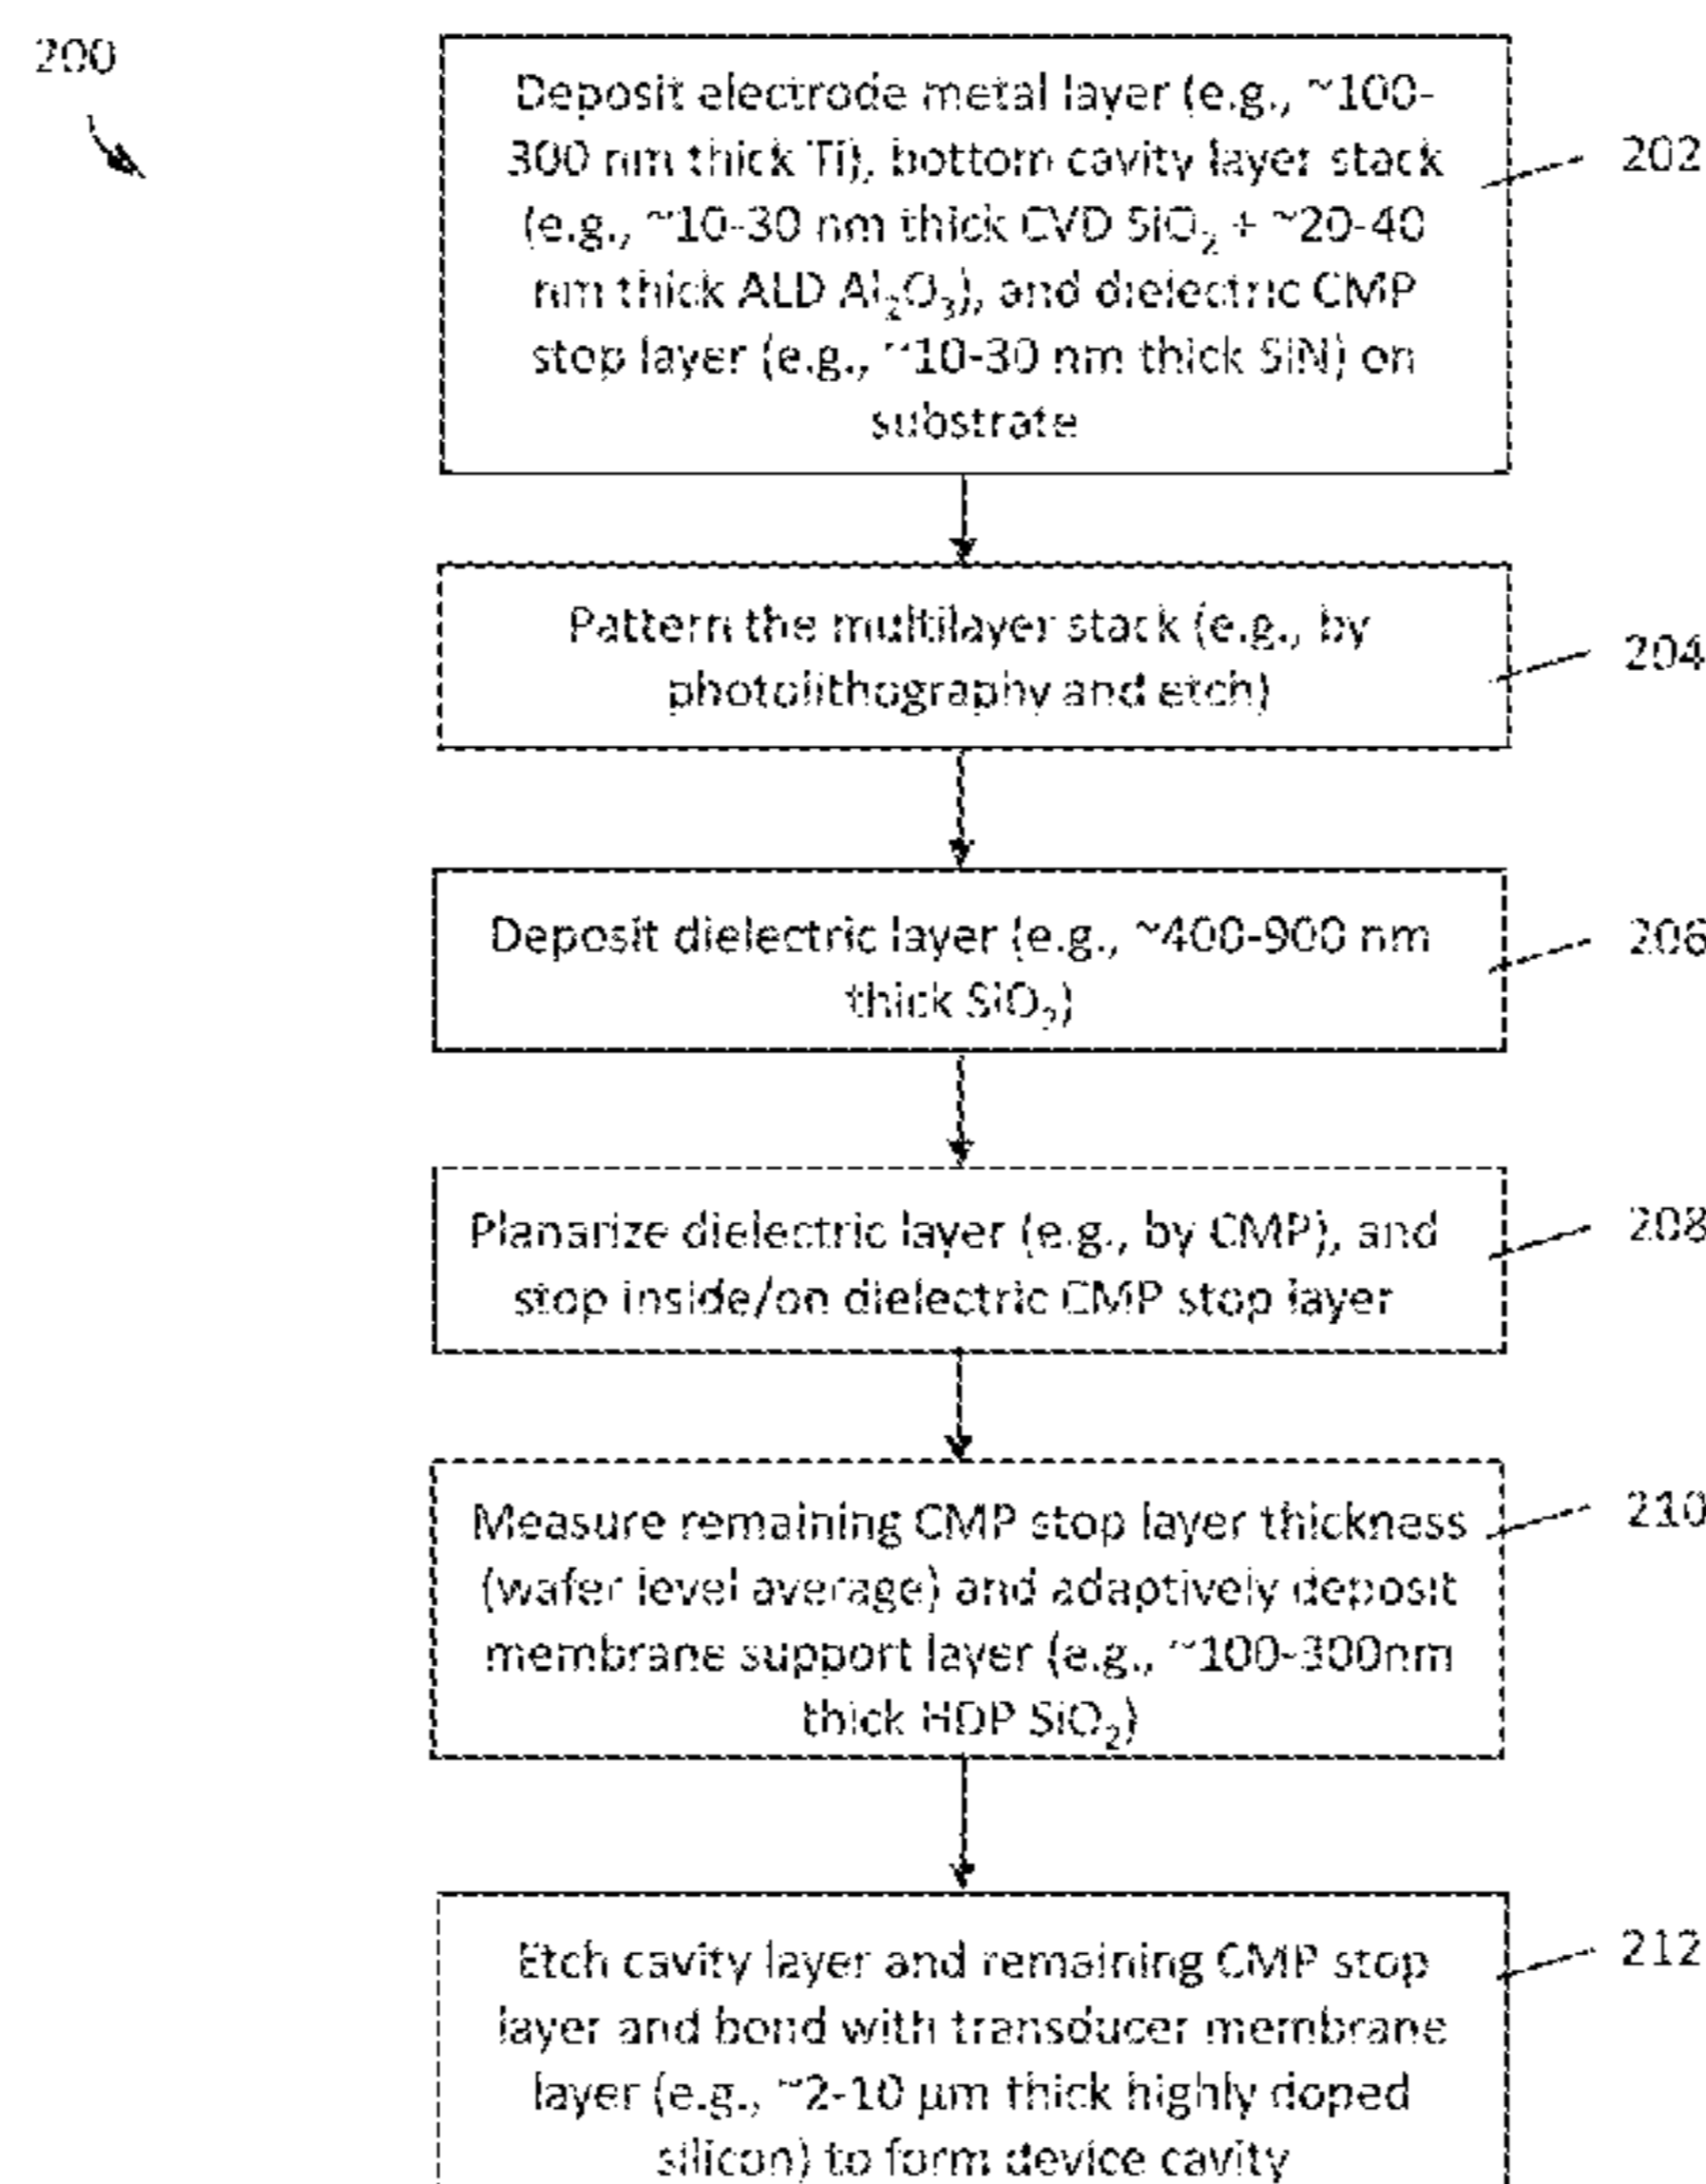 200
Deposit electrode metal layer (e.g., ~100-
300 nm thick Ti), bottom cavity layer stack
(e.g., ~10-30 nm thick CVD SiO₂ + ~20-40
nm thick ALD Al₂O₃), and dielectric CMP
stop layer (e.g., ~10-30 nm thick SiN) on
substrate
202
Pattern the multilayer stack (e.g., by
photolithography and etch)
204
Deposit dielectric layer (e.g., ~400-900 nm
thick SiO₂)
206
Planarize dielectric layer (e.g., by CMP), and
stop inside/on dielectric CMP stop layer
208
Measure remaining CMP stop layer thickness
(wafer level average) and adaptively deposit
membrane support layer (e.g., ~100-300nm
thick HDP SiO₂)
210
Etch cavity layer and remaining CMP stop
layer and bond with transducer membrane
layer (e.g., ~2-10 µm thick highly doped
silicon) to form device cavity
212